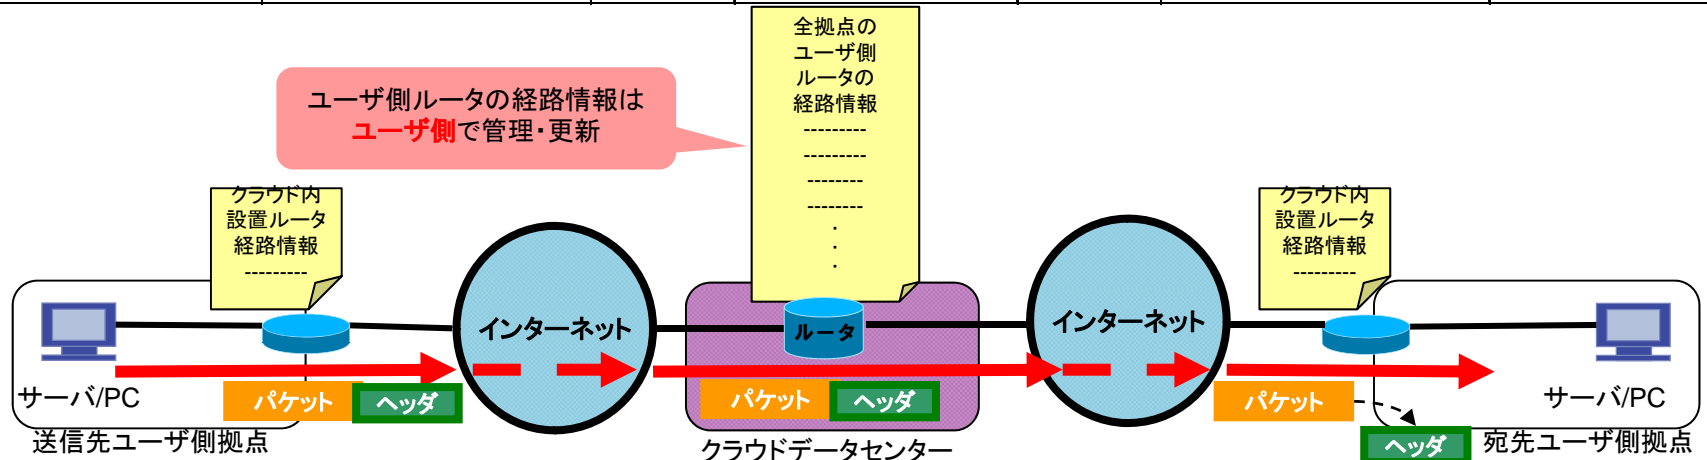 全拠点の
ユーザ側
ルータの
経路情報
---------
---------
--------
--------
.
.
.
ユーザ側ルータの経路情報は
ユーザ側で管理・更新
クラウド内
設置ルータ
経路情報
---------
クラウド内
設置ルータ
経路情報
---------
インターネット
ルータ
インターネット
サーバ/PC
パケット
ヘッダ
パケット
ヘッダ
パケット
ヘッダ
サーバ/PC
送信先ユーザ側拠点
クラウドデータセンター
宛先ユーザ側拠点